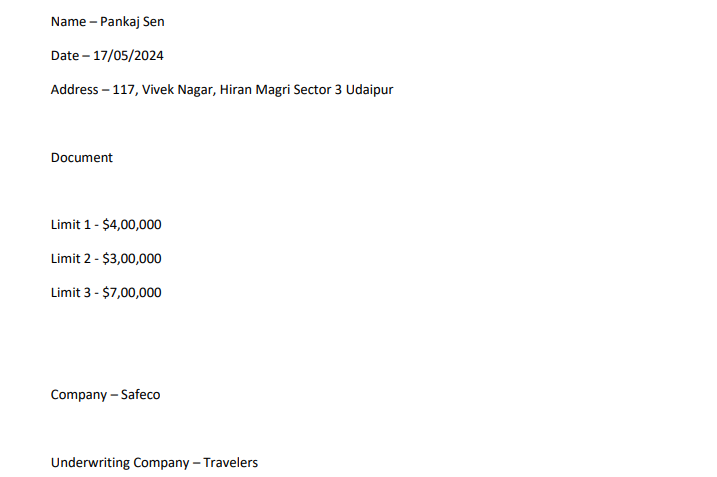 Name – Pankaj Sen
Date – 17/05/2024
Address – 117, Vivek Nagar, Hiran Magri Sector 3 Udaipur
Document
Limit 1 - $4,00,000
Limit 2 - $3,00,000
Limit 3 - $7,00,000
Company – Safeco
Underwriting Company – Travelers